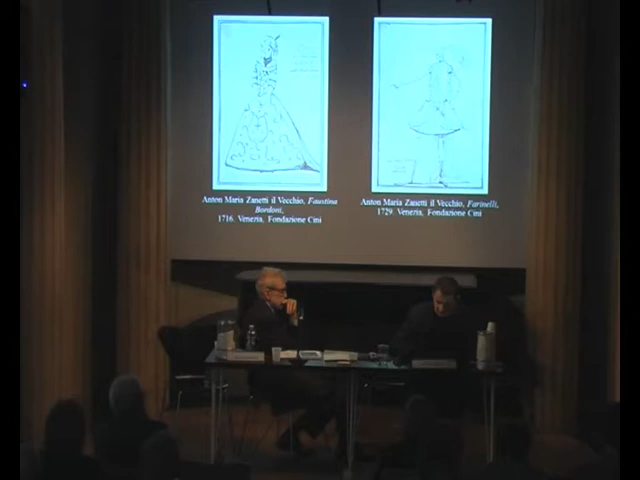 Anton Maria Zanetti il Vecchio, Faustina
Bordoni,
1716. Venezia, Fondazione Cini
Anton Maria Zanetti il Vecchio, Farinelli,
1729. Venezia, Fondazione Cini